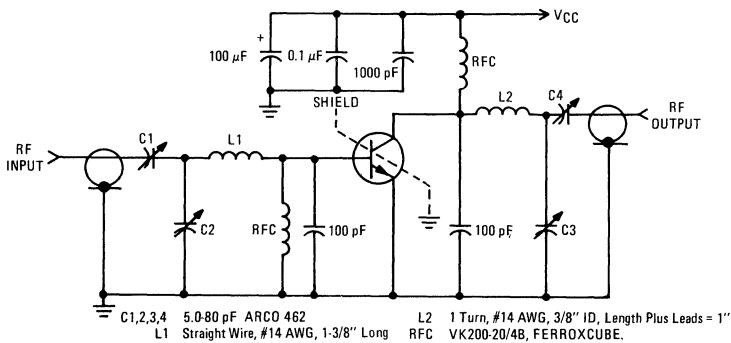 VCC
+
100 μF
0.1 μF
1000 pF
RFC
SHIELD
L2
C4
RF
OUTPUT
C1
L1
RF
INPUT
C2
RFC
100 pF
100 pF
C3
C1,2,3,4 5.0-80 pF ARCO 462
L2 1 Turn, #14 AWG, 3/8" ID, Length Plus Leads = 1"
L1 Straight Wire, #14 AWG, 1-3/8" Long
RFC VK200-20/4B, FERROXCUBE.